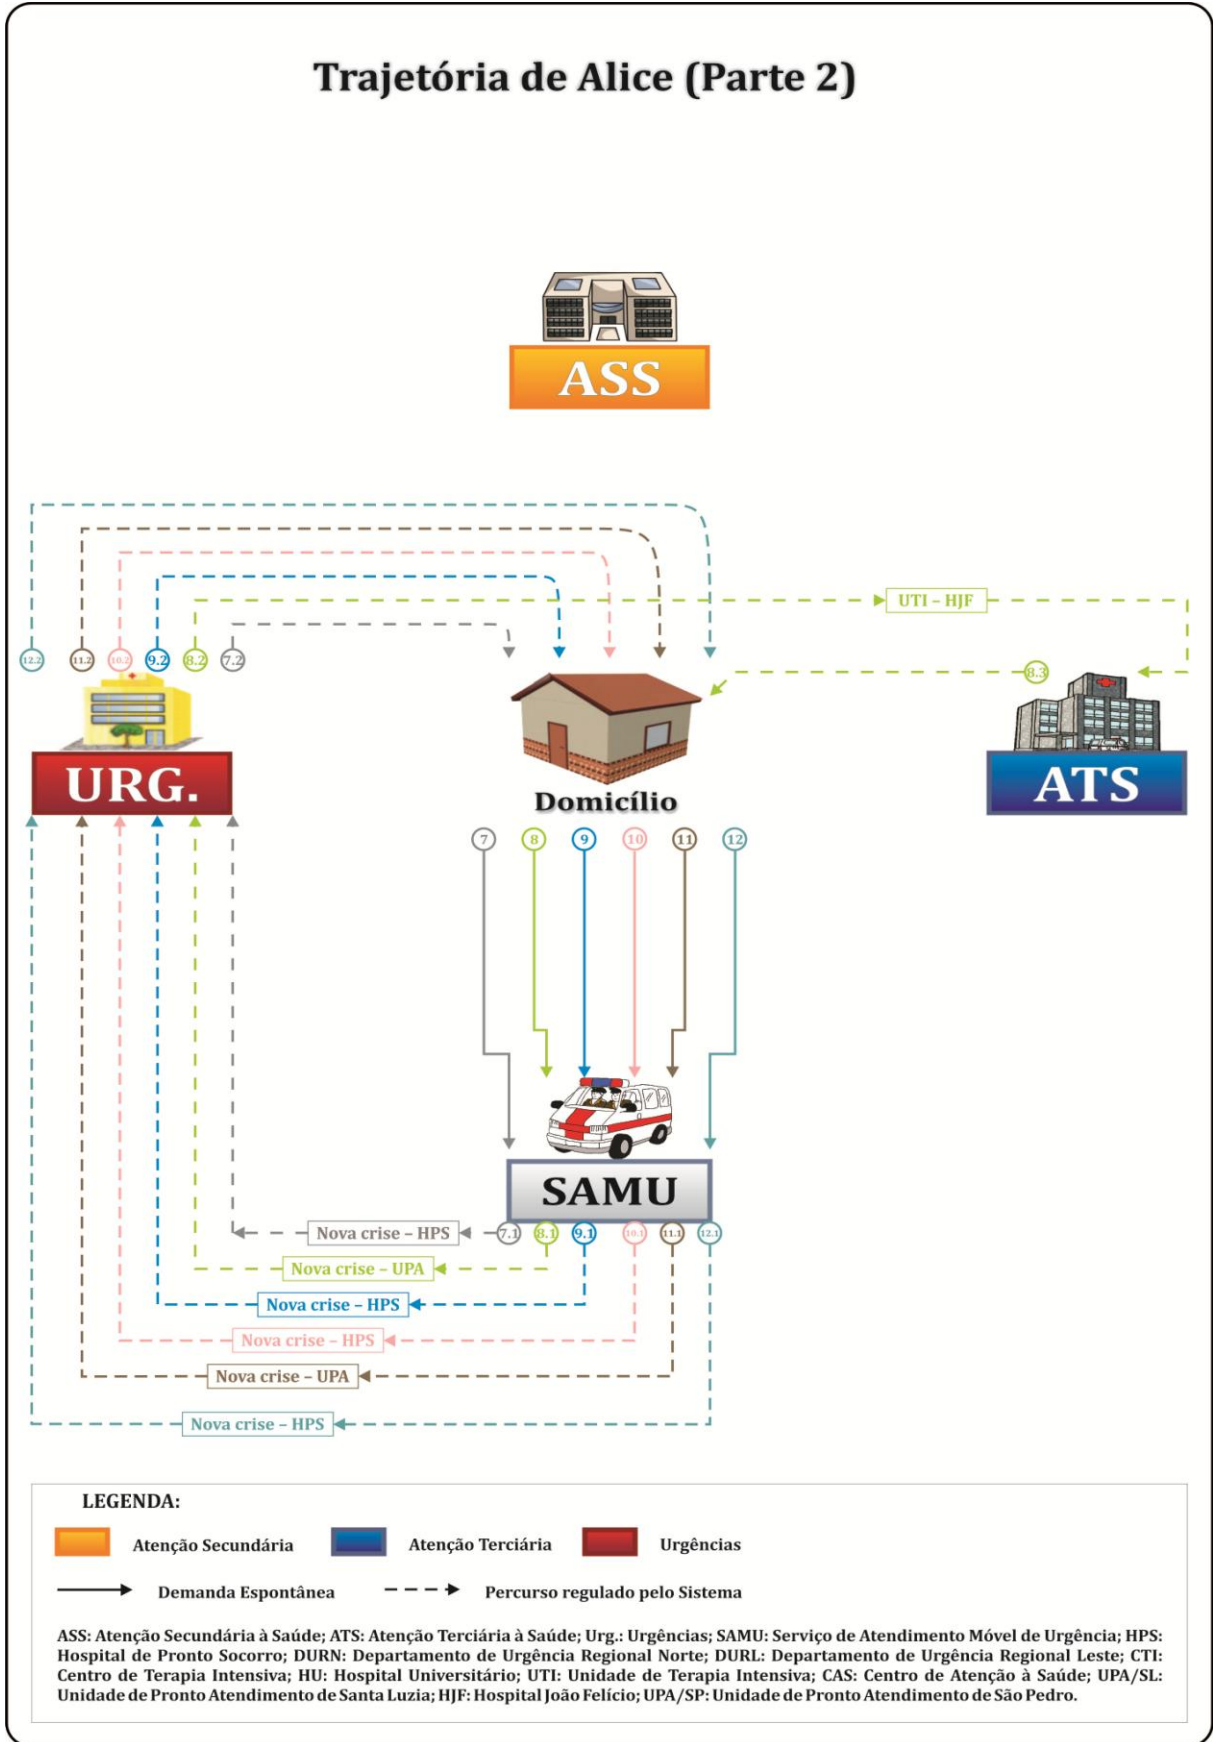 Trajetória de Alice (Parte 2)
ASS
UTI – HJF
12.2
11.2
10.2
9.2
8.2
7.2
8.3
URG.
Domicílio
ATS
7
8
9
10
11
12
SAMU
7.1
8.1
9.1
10.1
11.1
12.1
Nova crise – HPS
Nova crise – UPA
Nova crise – HPS
Nova crise – HPS
Nova crise – UPA
Nova crise – HPS
LEGENDA:
Atenção Secundária
Atenção Terciária
Urgências
Demanda Espontânea
Percurso regulado pelo Sistema
ASS: Atenção Secundária à Saúde; ATS: Atenção Terciária à Saúde; Urg.: Urgências; SAMU: Serviço de Atendimento Móvel de Urgência; HPS:
Hospital de Pronto Socorro; DURN: Departamento de Urgência Regional Norte; DURL: Departamento de Urgência Regional Leste; CTI:
Centro de Terapia Intensiva; HU: Hospital Universitário; UTI: Unidade de Terapia Intensiva; CAS: Centro de Atenção à Saúde; UPA/SL:
Unidade de Pronto Atendimento de Santa Luzia; HJF: Hospital João Felício; UPA/SP: Unidade de Pronto Atendimento de São Pedro.